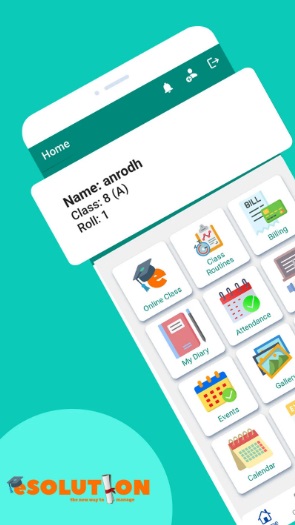 Home
Name: anrodh
Class: 8 (A)
Roll: 1
BILL
Online Class
Class
Routines
Billing
My Diary
Attendance
Events
Gallery
Calendar
eSOLUTION
the new way to manage